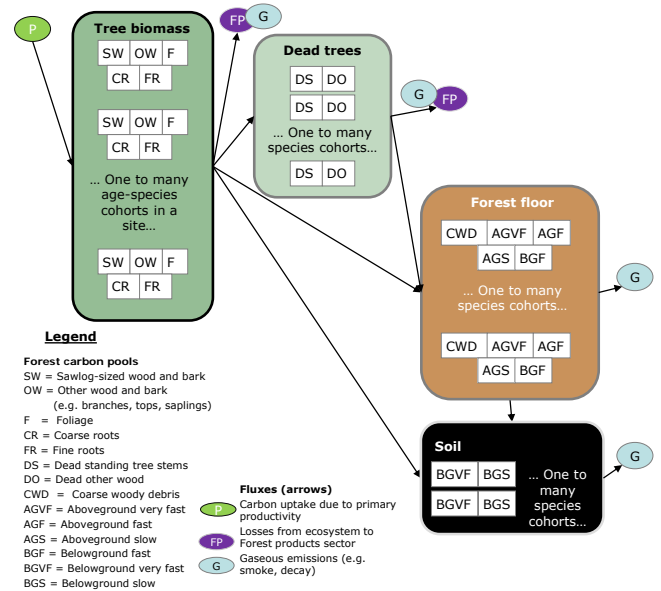 P
Tree biomass
SW OW F
CR FR
SW OW F
CR FR
... One to many
age-species
cohorts in a
site...
SW OW F
CR FR
FP G
Dead trees
DS DO
DS DO
... One to many
species cohorts...
DS DO
G FP
Forest floor
CWD AGVF AGF
AGS BGF
... One to many
species cohorts...
CWD AGVF AGF
AGS BGF
G
Soil
BGVF BGS
BGVF BGS
... One to
many
species
cohorts...
G
Legend
Forest carbon pools
SW = Sawlog-sized wood and bark
OW = Other wood and bark
(e.g. branches, tops, saplings)
F = Foliage
CR = Coarse roots
FR = Fine roots
DS = Dead standing tree stems
DO = Dead other wood
CWD = Coarse woody debris
AGVF = Aboveground very fast
AGF = Aboveground fast
AGS = Aboveground slow
BGF = Belowground fast
BGVF = Belowground very fast
BGS = Belowground slow
Fluxes (arrows)
P Carbon uptake due to primary
productivity
FP Losses from ecosystem to
Forest products sector
G Gaseous emissions (e.g.
smoke, decay)